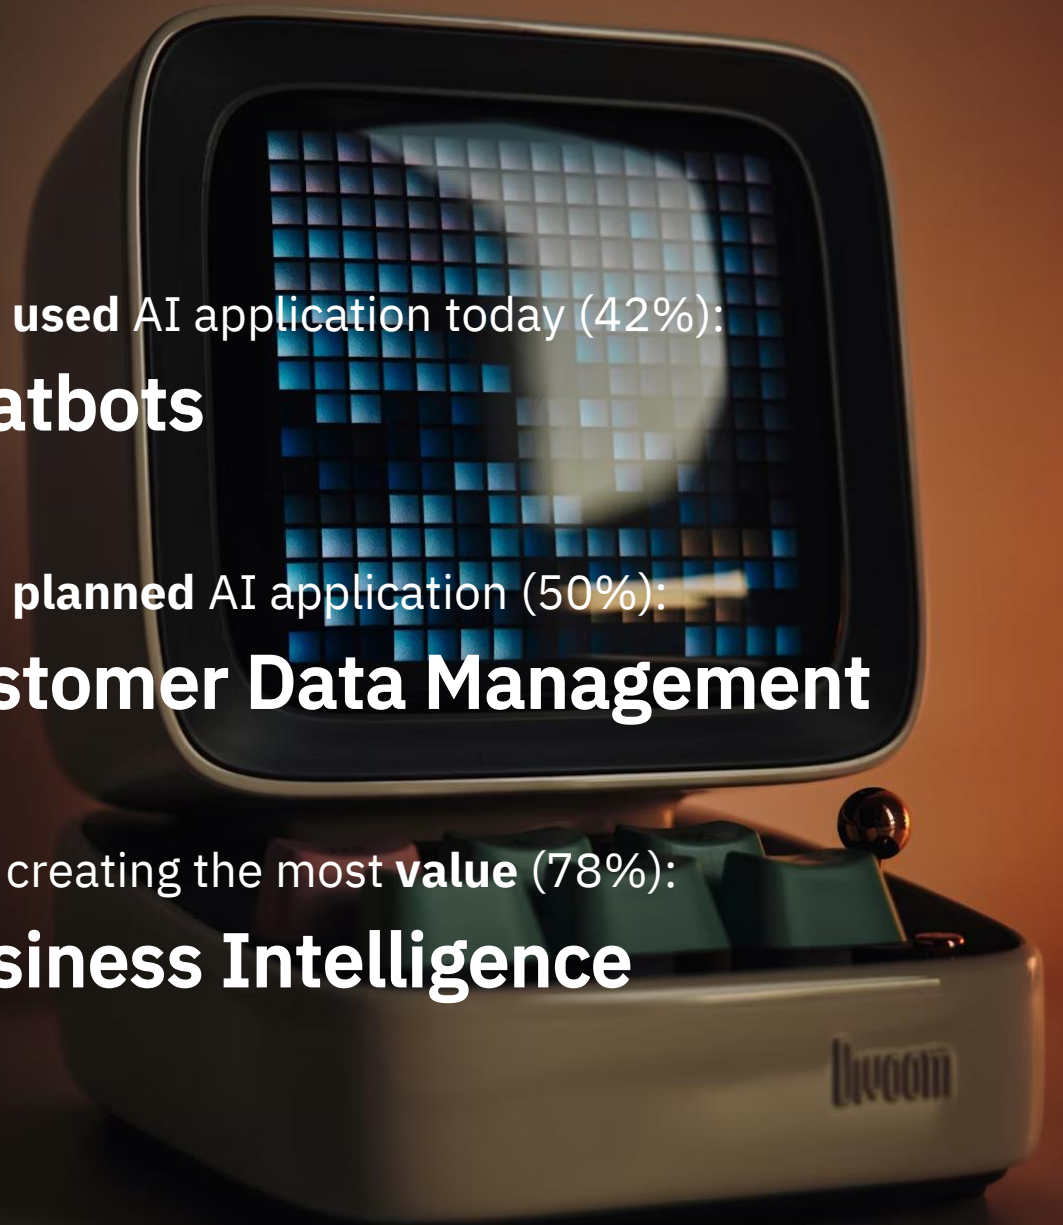 used AI application today (42%):
atbots
planned AI application (50%):
stomer Data Management
creating the most value (78%):
siness Intelligence
Divoom